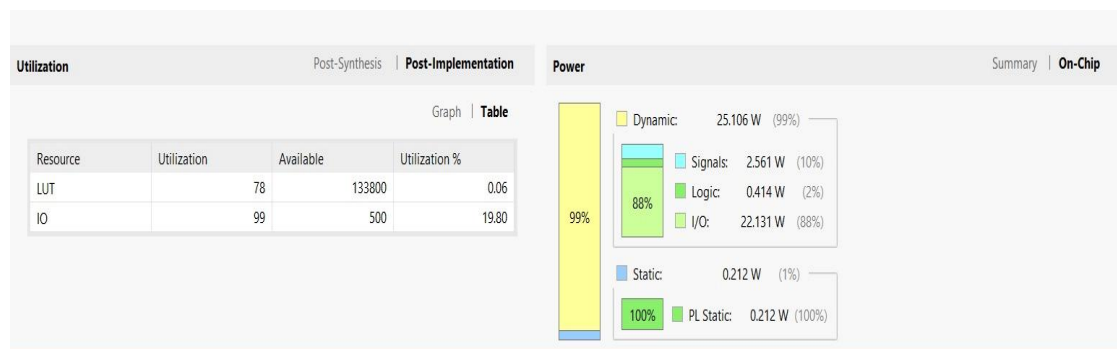 Utilization Post-Synthesis | Post-Implementation
Graph | Table
Resource Utilization Available Utilization %
LUT 78 133800 0.06
IO 99 500 19.80
Power Summary | On-Chip
99%
Dynamic: 25.106 W (99%)
88%
Signals: 2.561 W (10%)
Logic: 0.414 W (2%)
I/O: 22.131 W (88%)
Static: 0.212 W (1%)
100% PL Static: 0.212 W (100%)